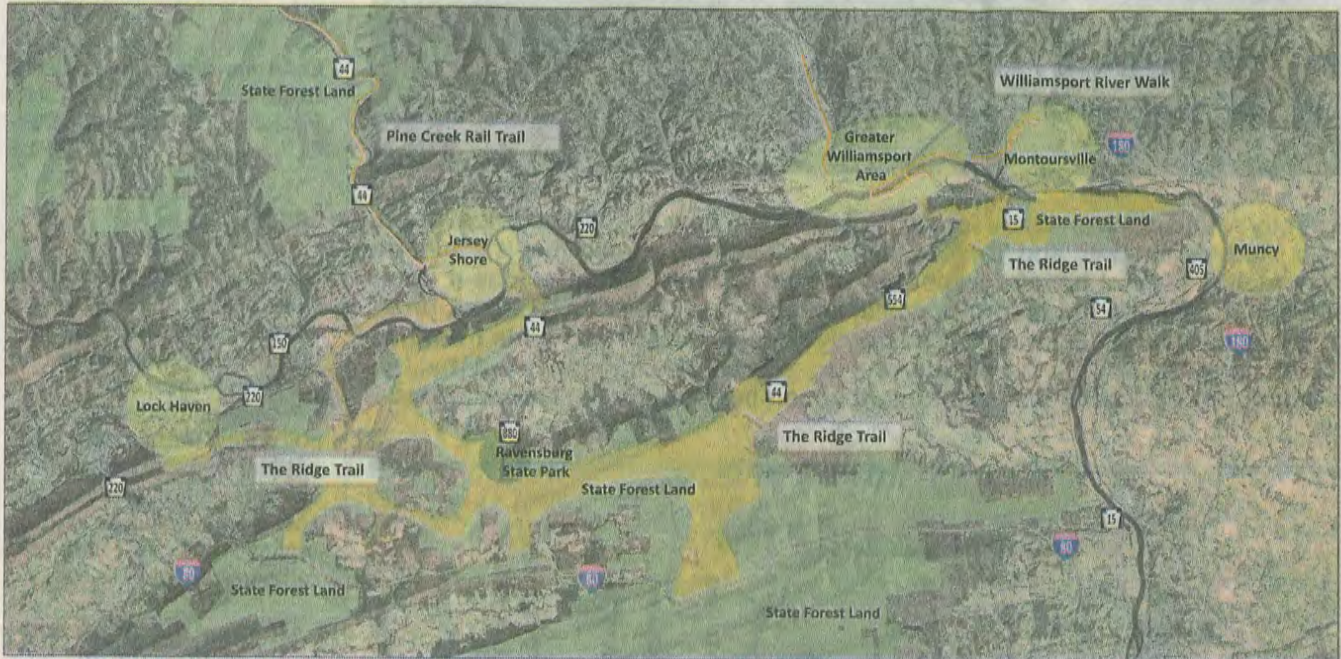 44
State Forest Land
Williamsport River Walk
Pine Creek Rail Trail
Greater
Williamsport
Area
Montoursville
180
44
Jersey
Shore
220
15
State Forest Land
Muncy
The Ridge Trail
405
554
54
44
150
180
220
Lock Haven
44
880
Ravensburg
State Park
The Ridge Trail
The Ridge Trail
220
State Forest Land
15
80
80
80
State Forest Land
State Forest Land